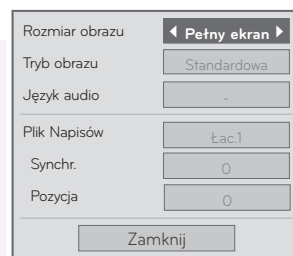 Rozmiar obrazu ◀ Pełny ekran ▶
Tryb obrazu Standardowa
Język audio -
Plik Napisów Łac.1
Synchr. 0
Pozycja 0
Zamknij